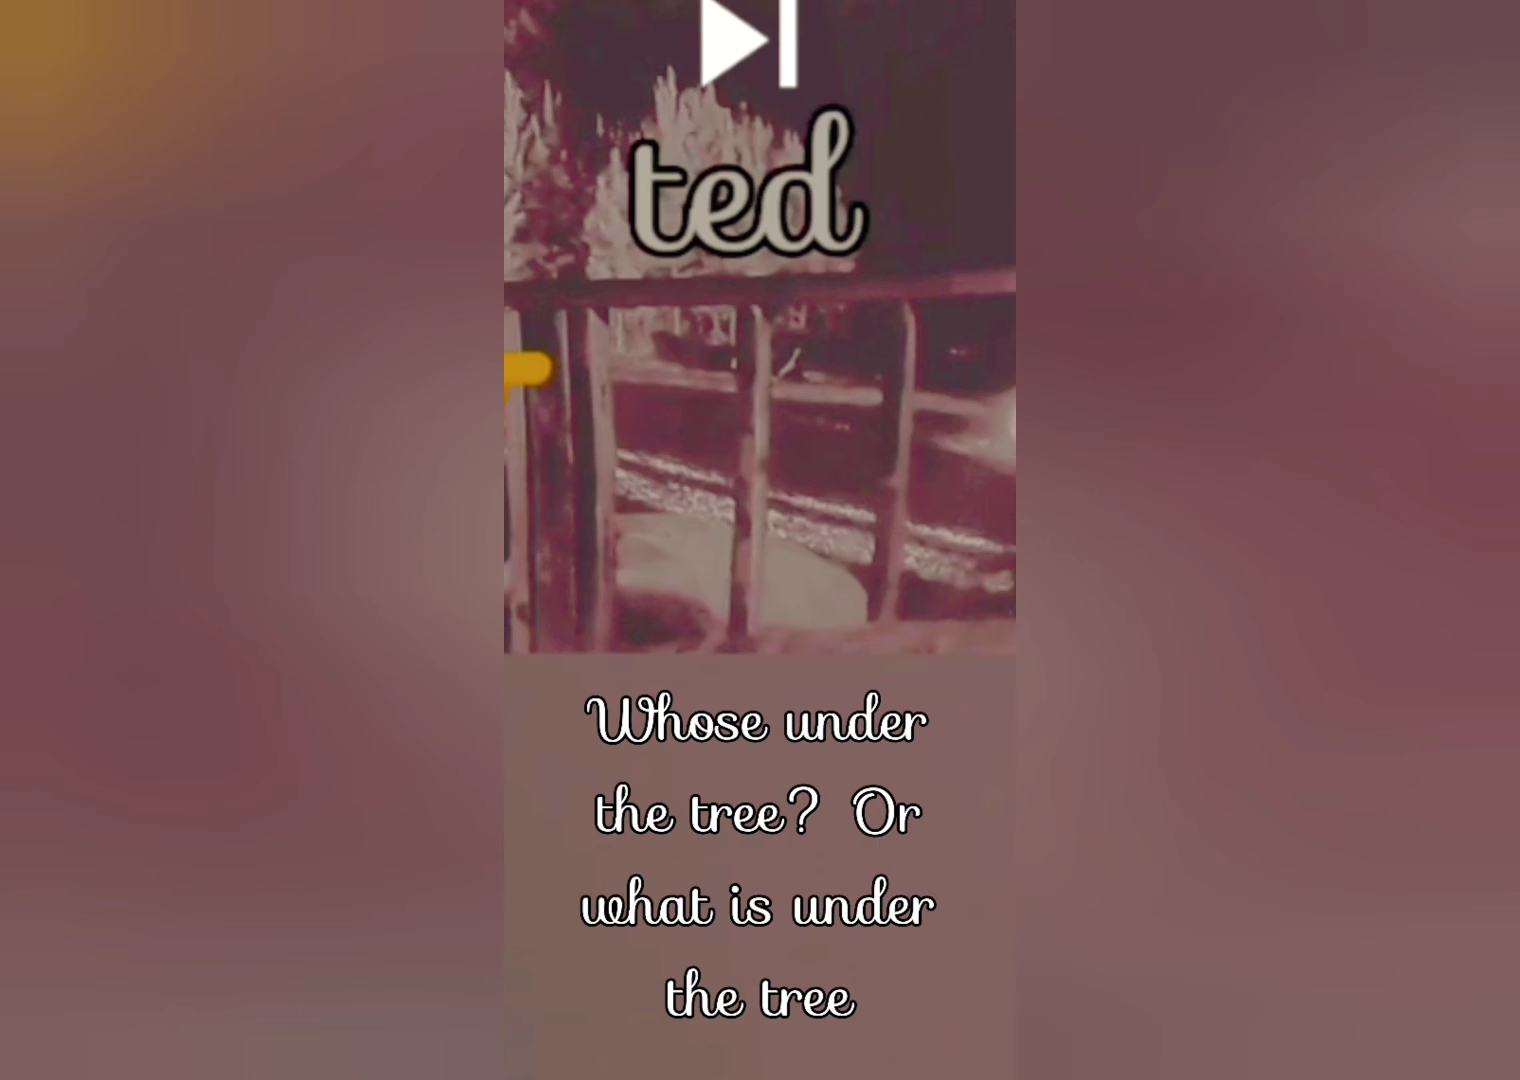 ted
Whose under
the tree? Or
what is under
the tree